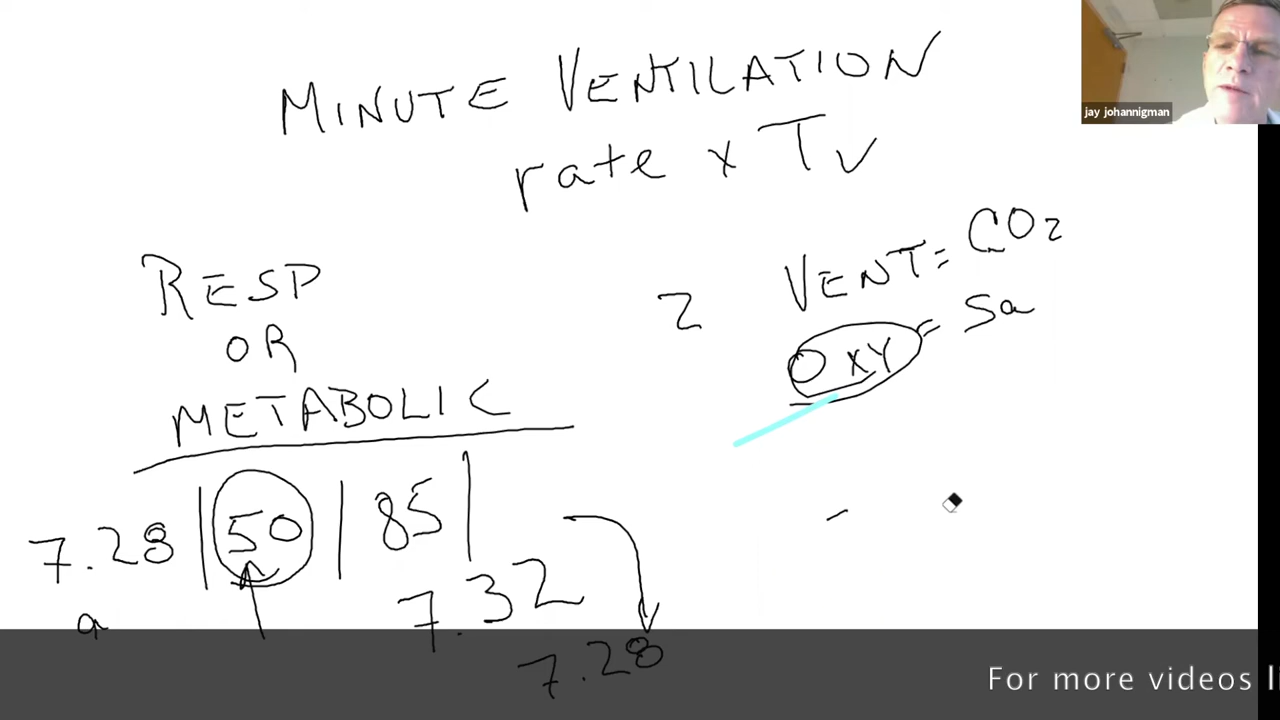 MINUTE VENTILATION
rate x Tv
jay johannigman
RESP
OR
METABOLIC
7.28 | 50 | 85 |
a
7.32
7.28
2
VENT = CO2
OXY = Sa
For more videos li